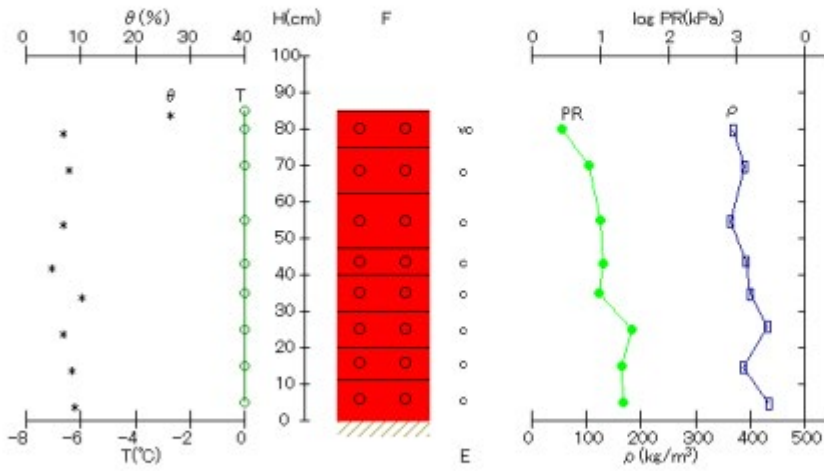 θ(%) H(cm) F log PR(kPa)
0 10 20 30 40 0 1 2 3 0
100
θ T PR ρ
90
80 vc
70 c
60
50 c
40 c
30 c
20 c
10 c
0 c
-8 -6 -4 -2 0 0 100 200 300 400 500
T(℃) E ρ (kg/m³)